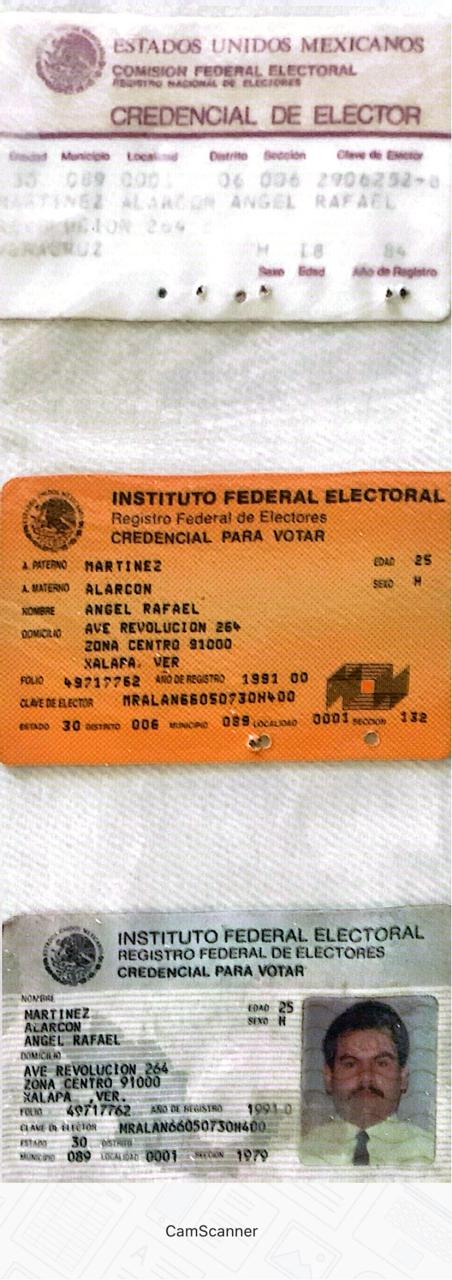 ESTADOS UNIDOS MEXICANOS
COMISION FEDERAL ELECTORAL
REGISTRO NACIONAL DE ELECTORES
CREDENCIAL DE ELECTOR
Entidad Municipio Localidad Distrito Sección Clave de Elector
30 089 0001 06 006
MARTINEZ ALARCON ANGEL RAFAEL
REVOLUCION 264
VERACRUZ H 18 84
Sexo Edad Año de Registro
INSTITUTO FEDERAL ELECTORAL
Registro Federal de Electores
CREDENCIAL PARA VOTAR
A. PATERNO MARTINEZ EDAD 25
A. MATERNO ALARCON SEXO H
NOMBRE ANGEL RAFAEL
DOMICILIO AVE REVOLUCION 264
ZONA CENTRO 91000
XALAPA, VER
FOLIO 49717762 AÑO DE REGISTRO 1991 00
CLAVE DE ELECTOR MRALAN66050730H400
ESTADO 30 DISTRITO 006 MUNICIPIO 089 LOCALIDAD 0001 SECCION 132
INSTITUTO FEDERAL ELECTORAL
REGISTRO FEDERAL DE ELECTORES
CREDENCIAL PARA VOTAR
NOMBRE
MARTINEZ EDAD 25
ALARCON SEXO H
ANGEL RAFAEL
DOMICILIO
AVE REVOLUCION 264
ZONA CENTRO 91000
XALAPA ,VER.
FOLIO 49717762 AÑO DE REGISTRO 1991 0
CLAVE DE ELECTOR MRALAN66050730H400
ESTADO 30 DISTRITO
MUNICIPIO 089 LOCALIDAD 0001 SECCION 1979
CamScanner